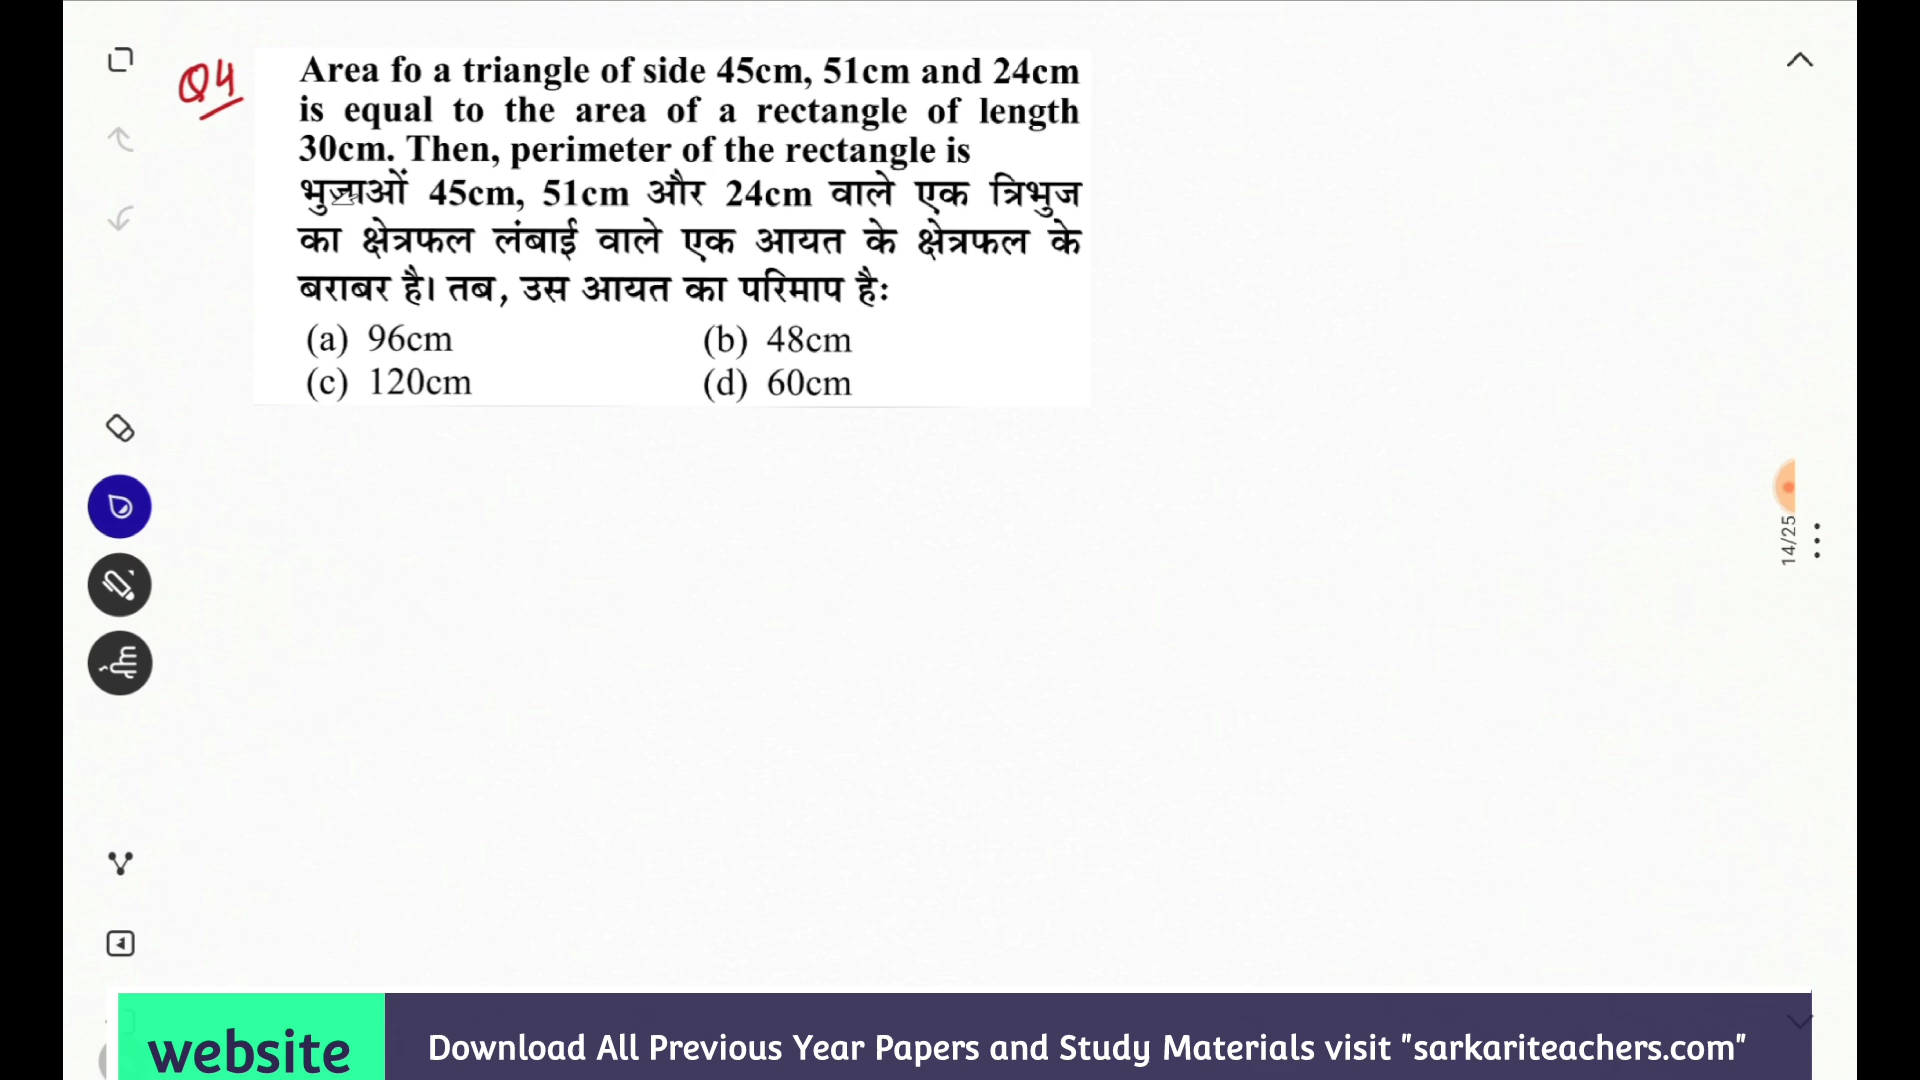 Q4
Area fo a triangle of side 45cm, 51cm and 24cm
is equal to the area of a rectangle of length
30cm. Then, perimeter of the rectangle is
भुजाओं 45cm, 51cm और 24cm वाले एक त्रिभुज
का क्षेत्रफल लंबाई वाले एक आयत के क्षेत्रफल के
बराबर है। तब, उस आयत का परिमाप हैः
(a) 96cm (b) 48cm
(c) 120cm (d) 60cm
14/25
website
Download All Previous Year Papers and Study Materials visit "sarkariteachers.com"